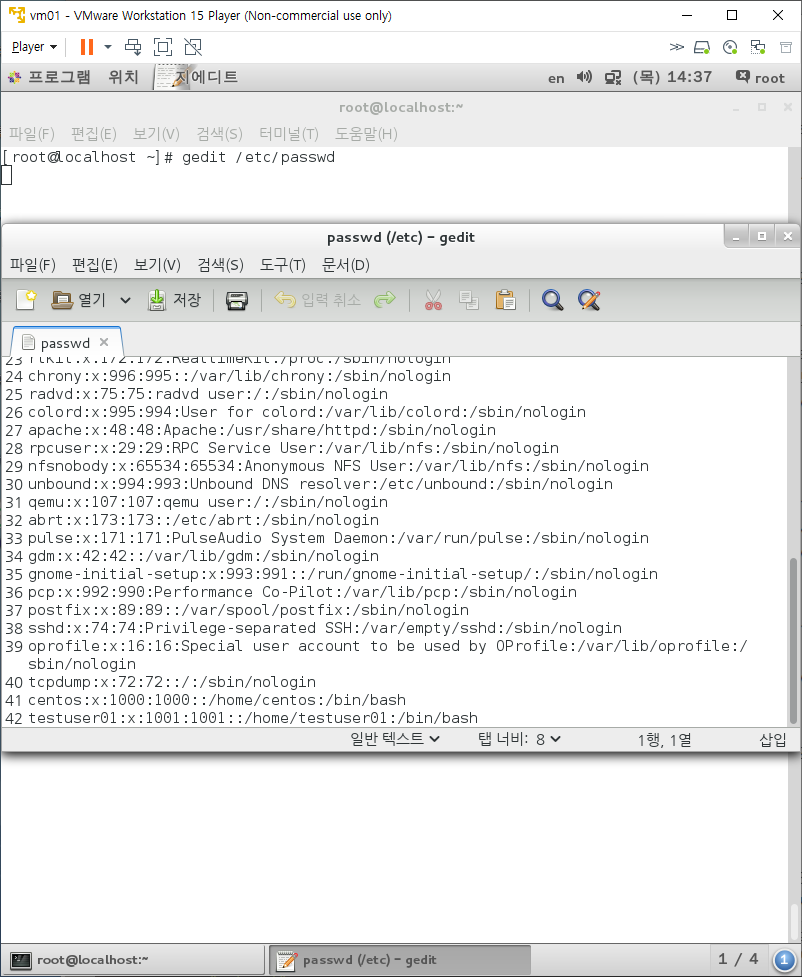 vm01 - VMware Workstation 15 Player (Non-commercial use only)
Player
프로그램 위치 지에디트 en (목) 14:37 root
root@localhost:~
파일(F) 편집(E) 보기(V) 검색(S) 터미널(T) 도움말(H)
[root@localhost ~]# gedit /etc/passwd
passwd (/etc) - gedit
파일(F) 편집(E) 보기(V) 검색(S) 도구(T) 문서(D)
열기 저장 입력 취소
passwd
23 rtkit:x:172:172:RealtimeKit:/proc:/sbin/nologin
24 chrony:x:996:995::/var/lib/chrony:/sbin/nologin
25 radvd:x:75:75:radvd user:/:/sbin/nologin
26 colord:x:995:994:User for colord:/var/lib/colord:/sbin/nologin
27 apache:x:48:48:Apache:/usr/share/httpd:/sbin/nologin
28 rpcuser:x:29:29:RPC Service User:/var/lib/nfs:/sbin/nologin
29 nfsnobody:x:65534:65534:Anonymous NFS User:/var/lib/nfs:/sbin/nologin
30 unbound:x:994:993:Unbound DNS resolver:/etc/unbound:/sbin/nologin
31 qemu:x:107:107:qemu user:/:/sbin/nologin
32 abrt:x:173:173::/etc/abrt:/sbin/nologin
33 pulse:x:171:171:PulseAudio System Daemon:/var/run/pulse:/sbin/nologin
34 gdm:x:42:42::/var/lib/gdm:/sbin/nologin
35 gnome-initial-setup:x:993:991::/run/gnome-initial-setup/:/sbin/nologin
36 pcp:x:992:990:Performance Co-Pilot:/var/lib/pcp:/sbin/nologin
37 postfix:x:89:89::/var/spool/postfix:/sbin/nologin
38 sshd:x:74:74:Privilege-separated SSH:/var/empty/sshd:/sbin/nologin
39 oprofile:x:16:16:Special user account to be used by OProfile:/var/lib/oprofile:/
sbin/nologin
40 tcpdump:x:72:72::/:/sbin/nologin
41 centos:x:1000:1000::/home/centos:/bin/bash
42 testuser01:x:1001:1001::/home/testuser01:/bin/bash
일반 텍스트 탭 너비: 8 1행, 1열 삽입
root@localhost:~ passwd (/etc) - gedit 1 / 4 1